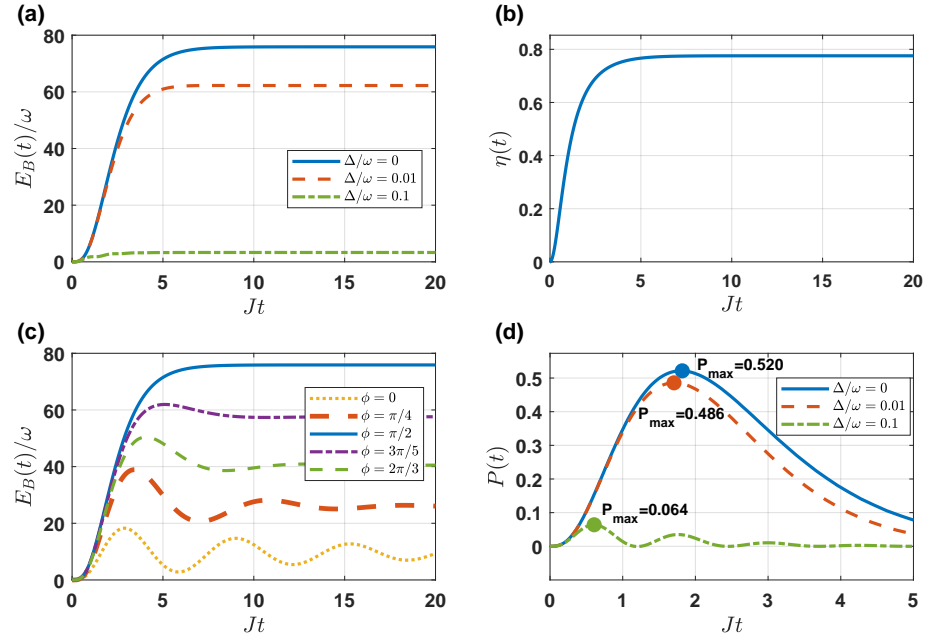 (a)
80
60
40
20
0
E_B(t)/ω
Δ/ω = 0
Δ/ω = 0.01
Δ/ω = 0.1
0 5 10 15 20
Jt
(b)
0.8
0.6
0.4
0.2
0
η(t)
0 5 10 15 20
Jt
(c)
80
60
40
20
0
E_B(t)/ω
ϕ = 0
ϕ = π/4
ϕ = π/2
ϕ = 3π/5
ϕ = 2π/3
0 5 10 15 20
Jt
(d)
0.5
0.4
0.3
0.2
0.1
0
0.1
P(t)
P_max=0.520
P_max=0.486
P_max=0.064
Δ/ω = 0
Δ/ω = 0.01
Δ/ω = 0.1
0 1 2 3 4 5
Jt